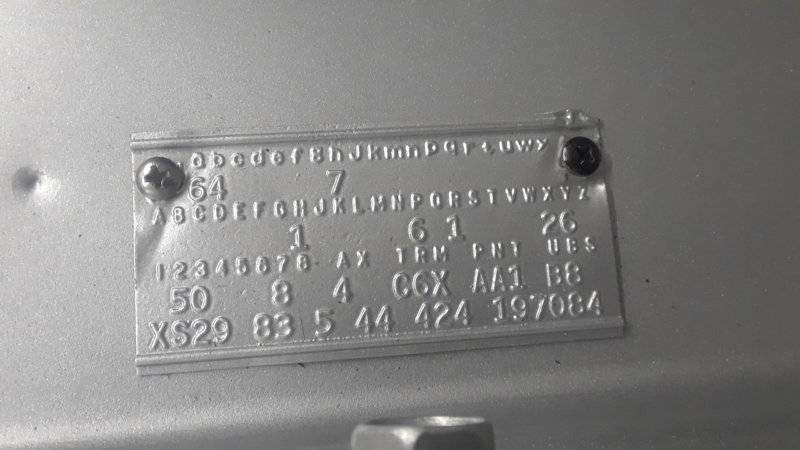 abcdefghJkmnpqrtuwy
64 7
ABCDEFGHJKLMNPQRSTVWXYZ
1 6 1 26
12345678 AX TRM PNT UBS
50 8 4 C6X AA1 B8
XS29 83 5 44 424 197084